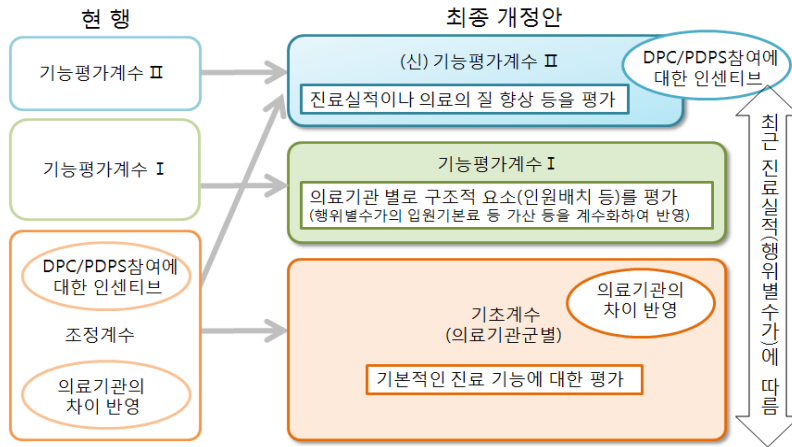 현 행
최종 개정안
기능평가계수 Ⅱ
(신) 기능평가계수 Ⅱ
진료실적이나 의료의 질 향상 등을 평가
DPC/PDPS참여에
대한 인센티브
기능평가계수 Ⅰ
기능평가계수 Ⅰ
의료기관 별로 구조적 요소(인원배치 등)를 평가
(행위별수가의 입원기본료 등 가산 등을 계수화하여 반영)
DPC/PDPS참여에
대한 인센티브
조정계수
의료기관의
차이 반영
의료기관의
차이 반영
기초계수
(의료기관군별)
기본적인 진료 기능에 대한 평가
최근 진료실적(행위별수가)에 따름